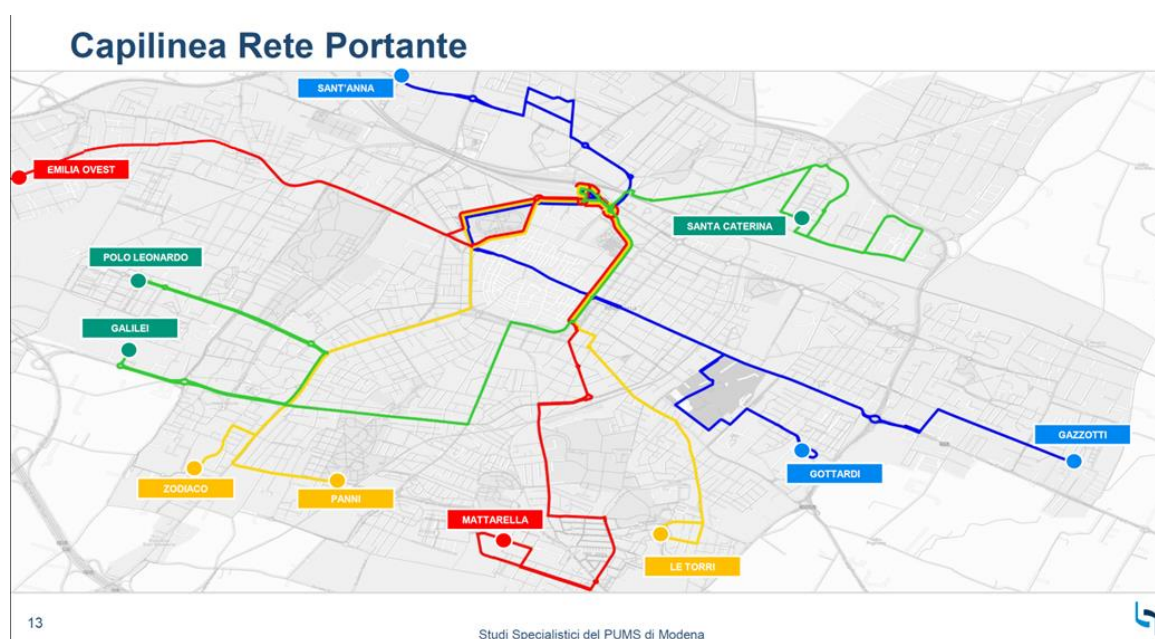 Capilinea Rete Portante
SANT'ANNA
EMILIA OVEST
SANTA CATERINA
POLO LEONARDO
GALILEI
GAZZOTTI
GOTTARDI
ZODIACO
PANNI
MATTARELLA
LE TORRI
13
Studi Specialistici del PUMS di Modena